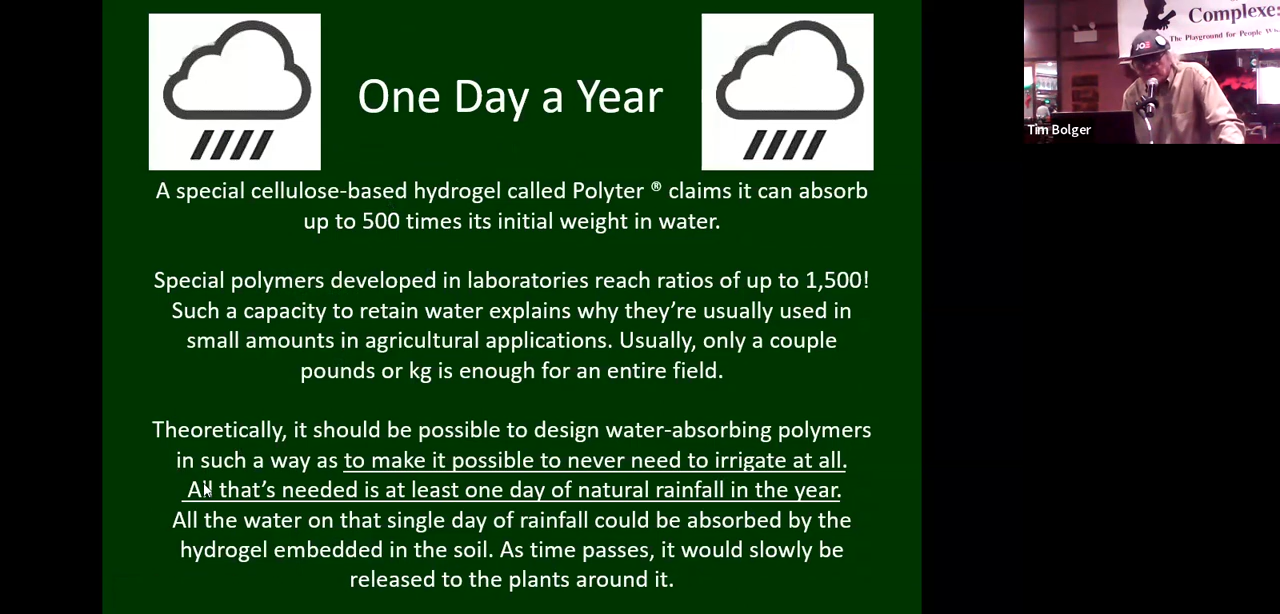 One Day a Year
A special cellulose-based hydrogel called Polyter ® claims it can absorb
up to 500 times its initial weight in water.
Special polymers developed in laboratories reach ratios of up to 1,500!
Such a capacity to retain water explains why they’re usually used in
small amounts in agricultural applications. Usually, only a couple
pounds or kg is enough for an entire field.
Theoretically, it should be possible to design water-absorbing polymers
in such a way as to make it possible to never need to irrigate at all.
All that’s needed is at least one day of natural rainfall in the year.
All the water on that single day of rainfall could be absorbed by the
hydrogel embedded in the soil. As time passes, it would slowly be
released to the plants around it.
Complexe:
The Playground for People
JOE
Tim Bolger